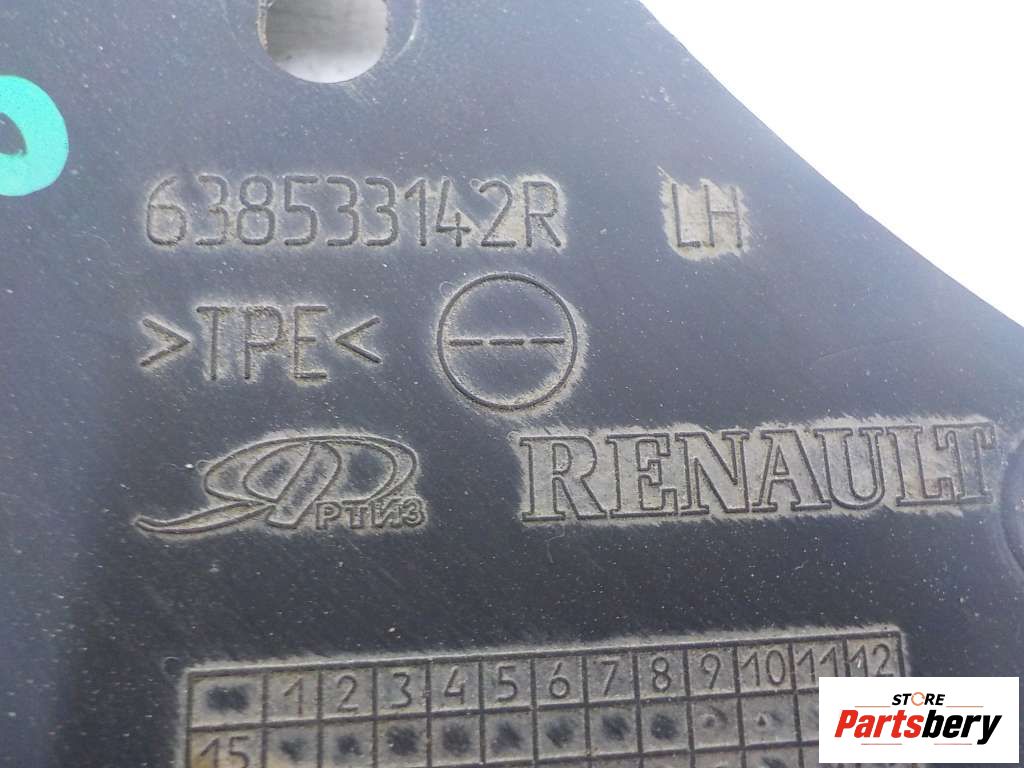 638533142R LH
>TPE<
ЯРТИЗ RENAULT
1 2 3 4 5 6 7 8 9 10 11 12
15
STORE
Partsbery